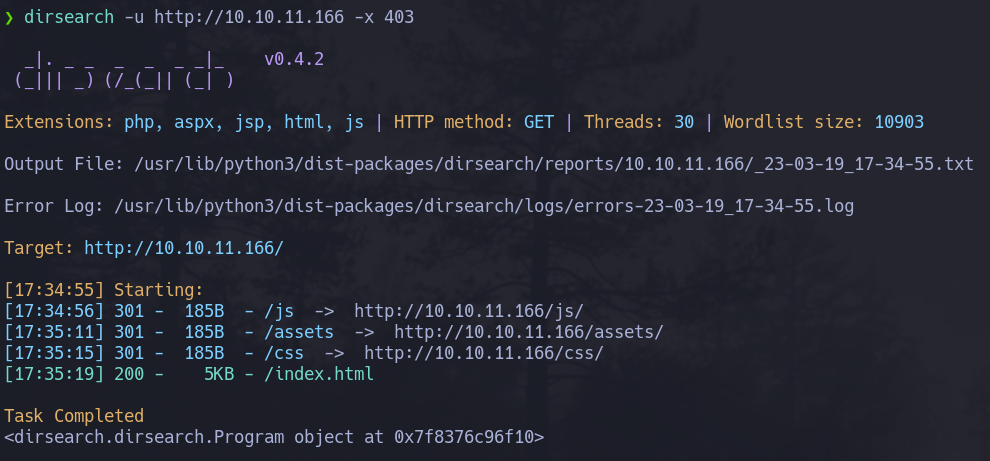 ❯ dirsearch -u http://10.10.11.166 -x 403
  _|. _ _  _  _  _ _|_    v0.4.2
 (_||| _) (/_(_|| (_| )
Extensions: php, aspx, jsp, html, js | HTTP method: GET | Threads: 30 | Wordlist size: 10903
Output File: /usr/lib/python3/dist-packages/dirsearch/reports/10.10.11.166/_23-03-19_17-34-55.txt
Error Log: /usr/lib/python3/dist-packages/dirsearch/logs/errors-23-03-19_17-34-55.log
Target: http://10.10.11.166/
[17:34:55] Starting:
[17:34:56] 301 -  185B  - /js  ->  http://10.10.11.166/js/
[17:35:11] 301 -  185B  - /assets  ->  http://10.10.11.166/assets/
[17:35:15] 301 -  185B  - /css  ->  http://10.10.11.166/css/
[17:35:19] 200 -    5KB - /index.html
Task Completed
<dirsearch.dirsearch.Program object at 0x7f8376c96f10>